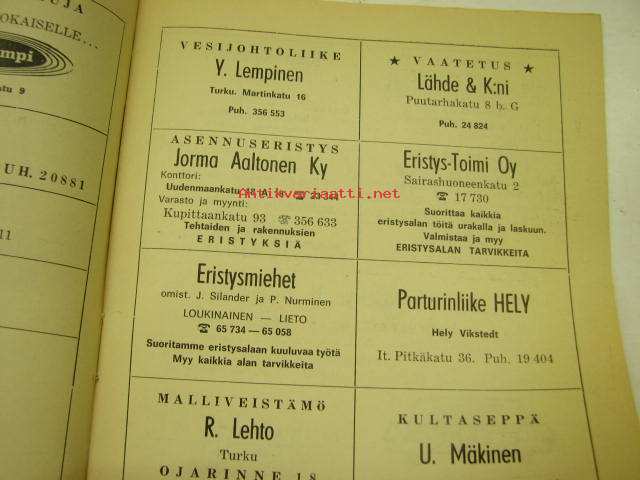 UJA
OKAISELLE...
mpi
tu 9
UH. 20881
11
VESIJOHTOLIIKE
Y. Lempinen
Turku. Martinkatu 16
Puh. 356 553
★ VAATETUS ★
Lähde & K:ni
Puutarhakatu 8 b. G
Puh. 24 824
ASENNUSERISTYS
Jorma Aaltonen Ky
Konttori:
Uudenmaankatu
Varasto ja myynti:
Kupittaankatu 93 ☎ 356 633
Tehtaiden ja rakennuksien
ERISTYKSIÄ
Eristys-Toimi Oy
Sairashuoneenkatu 2
☎ 17 730
Suorittaa kaikkia
eristysalan töitä urakalla ja laskuun.
Valmistaa ja myy
ERISTYSALAN TARVIKKEITA
Antikvariaatti.net
Eristysmiehet
omist. J. Silander ja P. Nurminen
LOUKINAINEN — LIETO
☎ 65 734 — 65 058
Suoritamme eristysalaan kuuluvaa työtä
Myy kaikkia alan tarvikkeita
Parturinliike HELY
Hely Vikstedt
It. Pitkäkatu 36. Puh. 19 404
MALLIVEISTÄMÖ
R. Lehto
Turku
OJARINNE 18
KULTASEPPÄ
U. Mäkinen